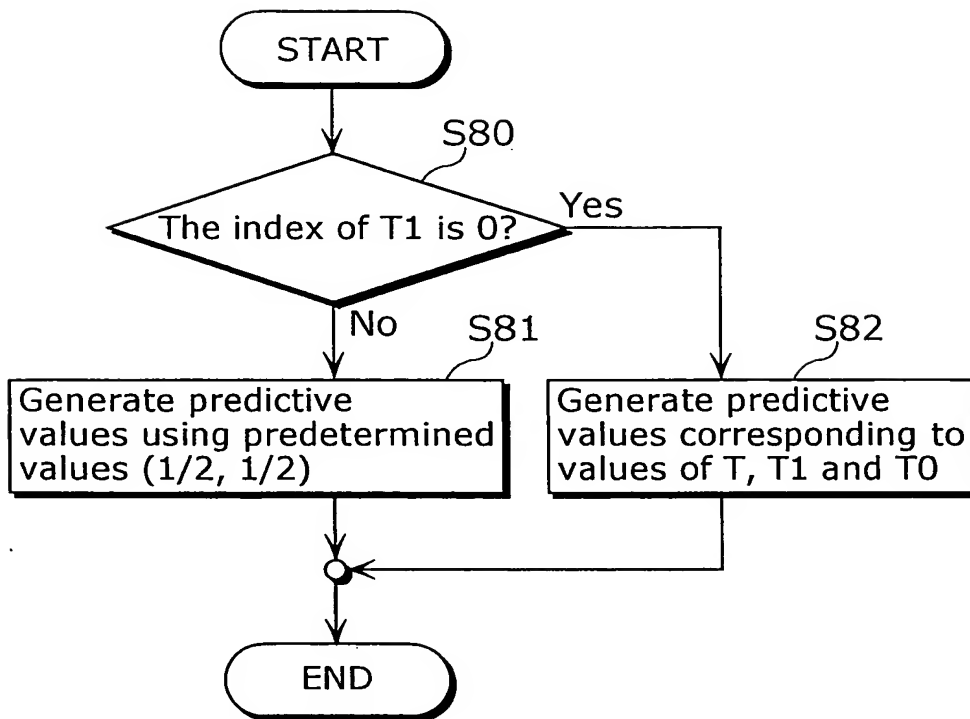 START
S80
The index of T1 is 0?
Yes
No
S81
S82
Generate predictive
values using predetermined
values (1/2, 1/2)
Generate predictive
values corresponding to
values of T, T1 and T0
END